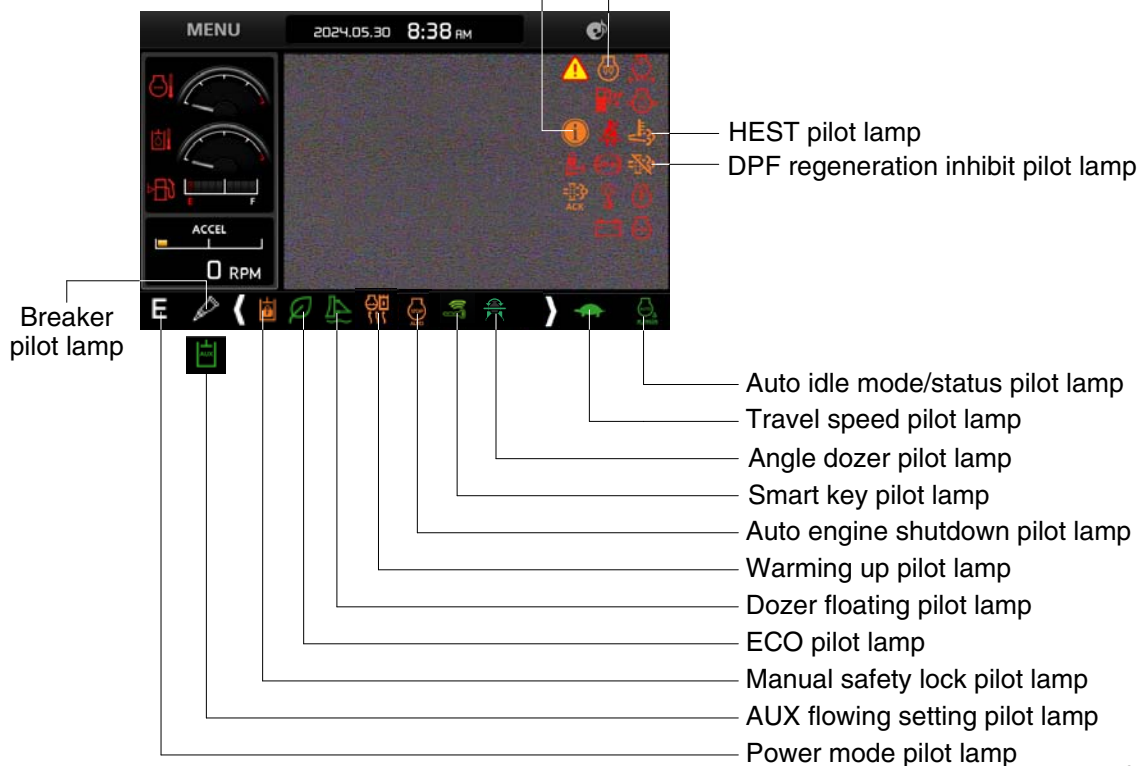 MENU
2024.05.30 8:38 AM
HEST pilot lamp
DPF regeneration inhibit pilot lamp
ACK
E F
ACCEL
0 RPM
E
Breaker
pilot lamp
AUX
Auto idle mode/status pilot lamp
Travel speed pilot lamp
Angle dozer pilot lamp
Smart key pilot lamp
Auto engine shutdown pilot lamp
Warming up pilot lamp
Dozer floating pilot lamp
ECO pilot lamp
Manual safety lock pilot lamp
AUX flowing setting pilot lamp
Power mode pilot lamp